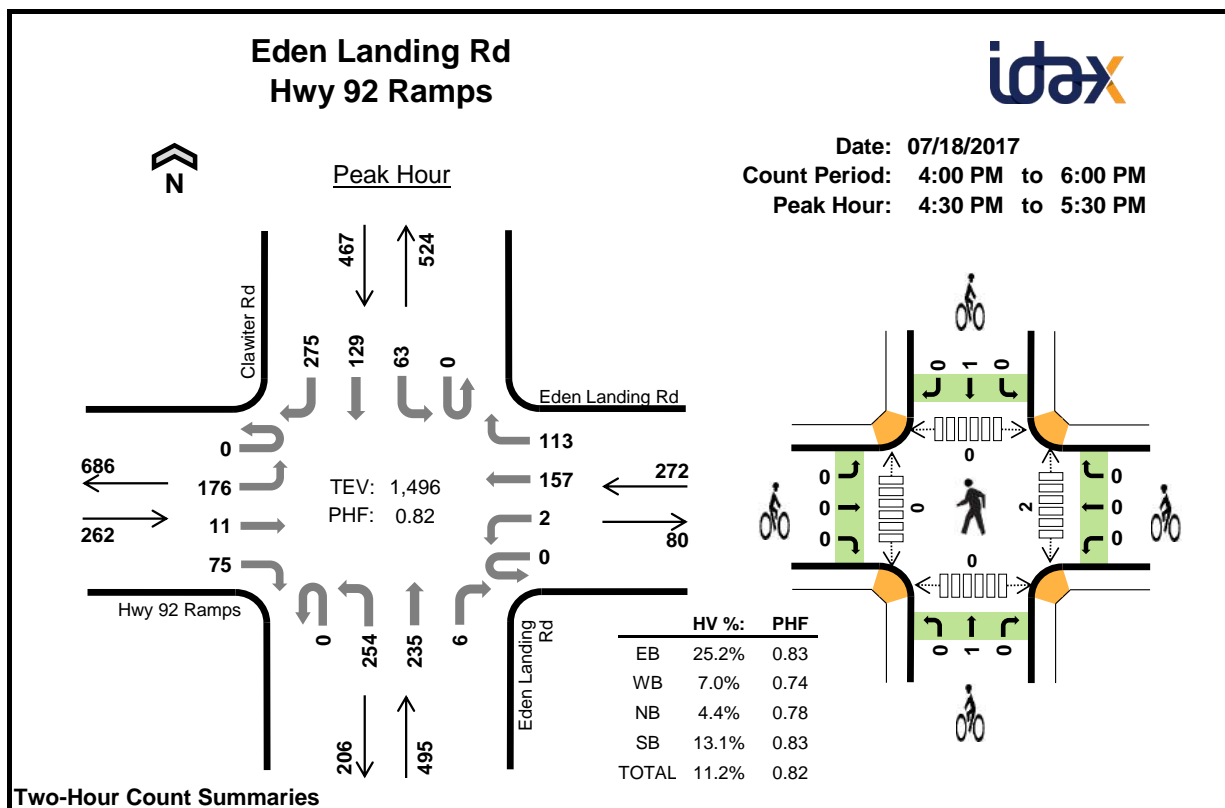 Eden Landing Rd
Hwy 92 Ramps
idax
Date: 07/18/2017
Count Period: 4:00 PM to 6:00 PM
Peak Hour: 4:30 PM to 5:30 PM
N
Peak Hour
467
524
Clawiter Rd
275
129
63
0
Eden Landing Rd
0
176
11
75
686
262
TEV: 1,496
PHF: 0.82
113
157
2
0
272
80
Hwy 92 Ramps
0
254
235
6
Eden Landing
Rd
206
495
HV %: PHF
EB 25.2% 0.83
WB 7.0% 0.74
NB 4.4% 0.78
SB 13.1% 0.83
TOTAL 11.2% 0.82
0
1
0
0
0
0
0
0
2
0
0
0
0
0
1
0
Two-Hour Count Summaries